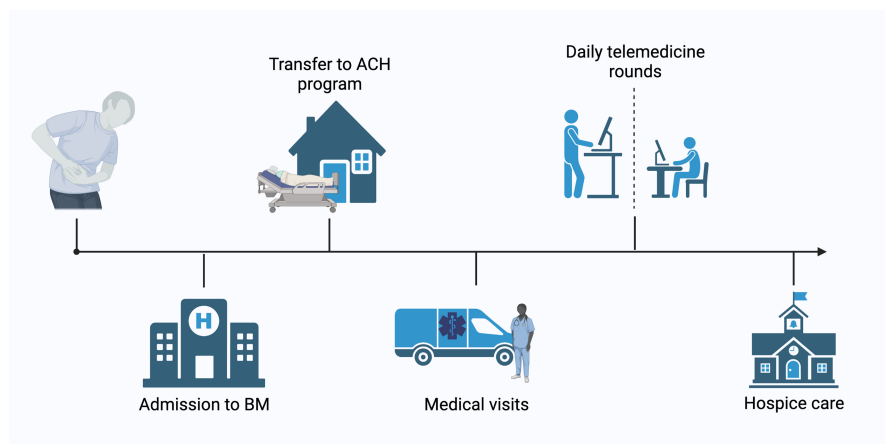 Transfer to ACH
program
Daily telemedicine
rounds
H
Admission to BM
Medical visits
Hospice care